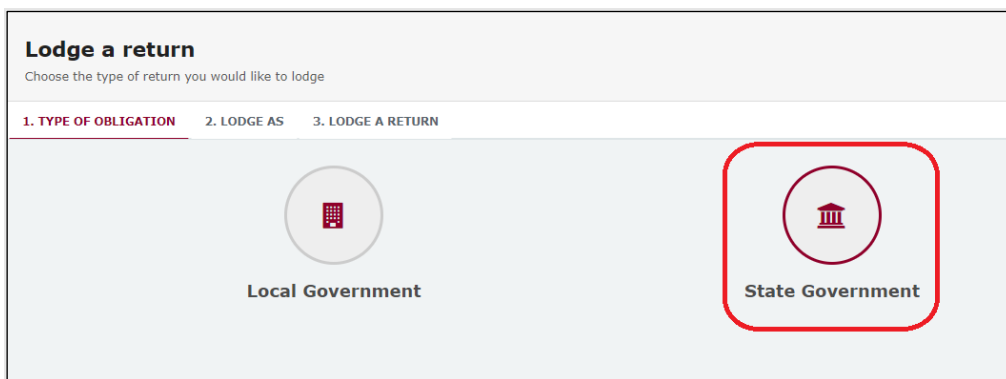 Lodge a return
Choose the type of return you would like to lodge
1. TYPE OF OBLIGATION 2. LODGE AS 3. LODGE A RETURN
Local Government State Government